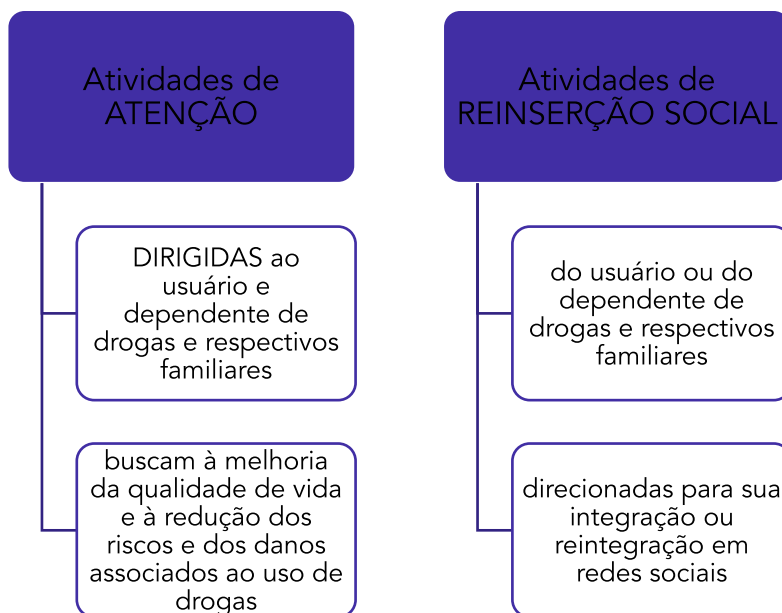 Atividades de
ATENÇÃO
DIRIGIDAS ao
usuário e
dependente de
drogas e respectivos
familiares
buscam à melhoria
da qualidade de vida
e à redução dos
riscos e dos danos
associados ao uso de
drogas
Atividades de
REINSERÇÃO SOCIAL
do usuário ou do
dependente de
drogas e respectivos
familiares
direcionadas para sua
integração ou
reintegração em
redes sociais